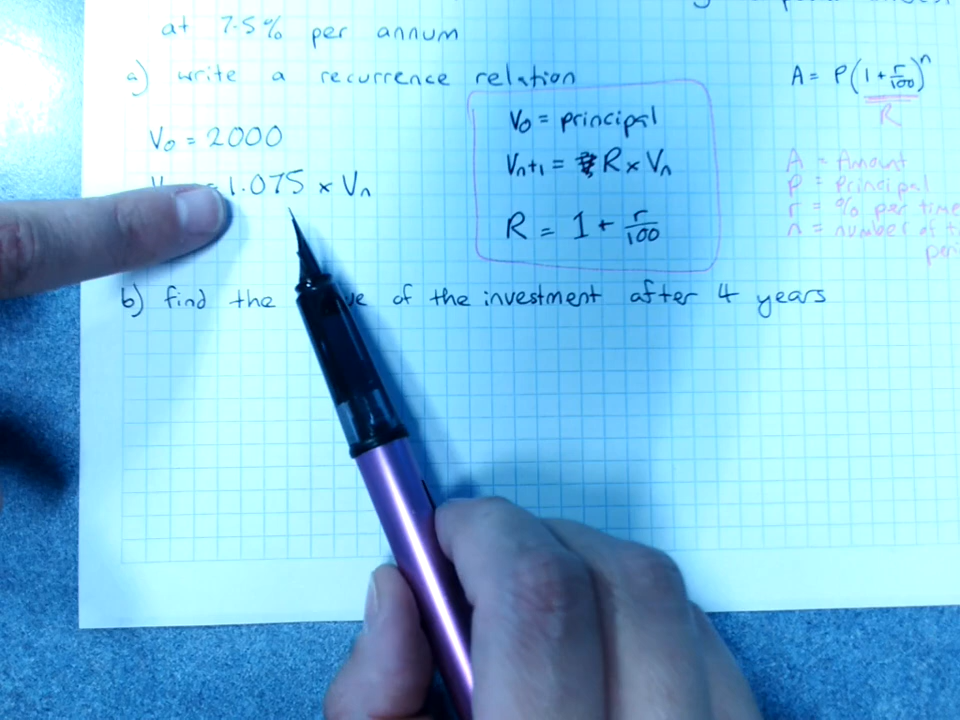 at 7.5% per annum
a) write a recurrence relation
V₀ = 2000
= 1.075 × Vₙ
V₀ = principal
Vₙ₊₁ = R × Vₙ
R = 1 + r/100
A = P(1 + r/100)ⁿ
R
A = Amount
P = Principal
r = % per time
n = number of
b) find the of the investment after 4 years